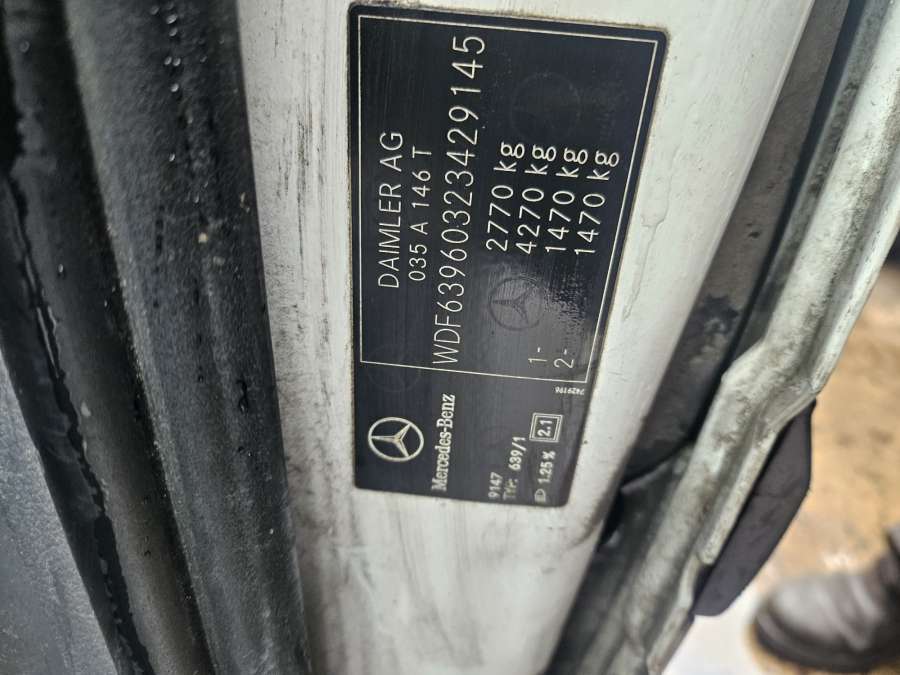 DAIMLER AG
035 A 146 T
WDF63960323429145
2770 kg
4270 kg
1- 1470 kg
2- 1470 kg
Mercedes-Benz
9147
639/1
1.25 %
2.1
7429196